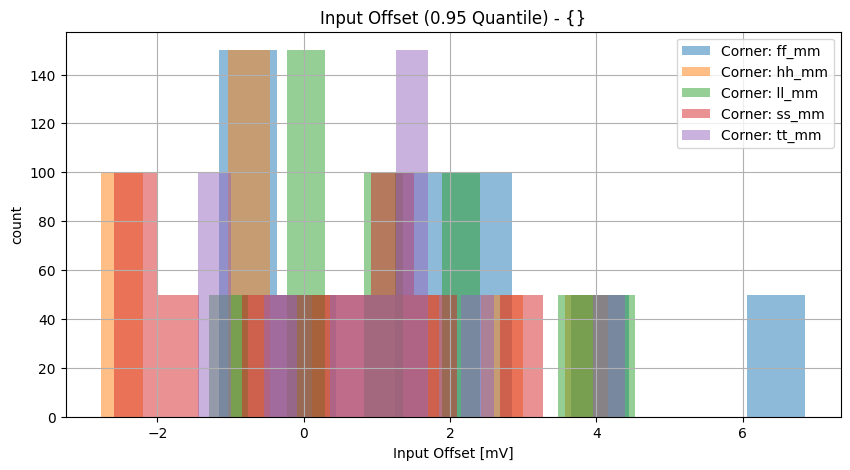 Input Offset (0.95 Quantile) - {}
Corner: ff_mm
Corner: hh_mm
Corner: ll_mm
Corner: ss_mm
Corner: tt_mm
140
120
100
80
60
40
20
0
count
−2 0 2 4 6
Input Offset [mV]